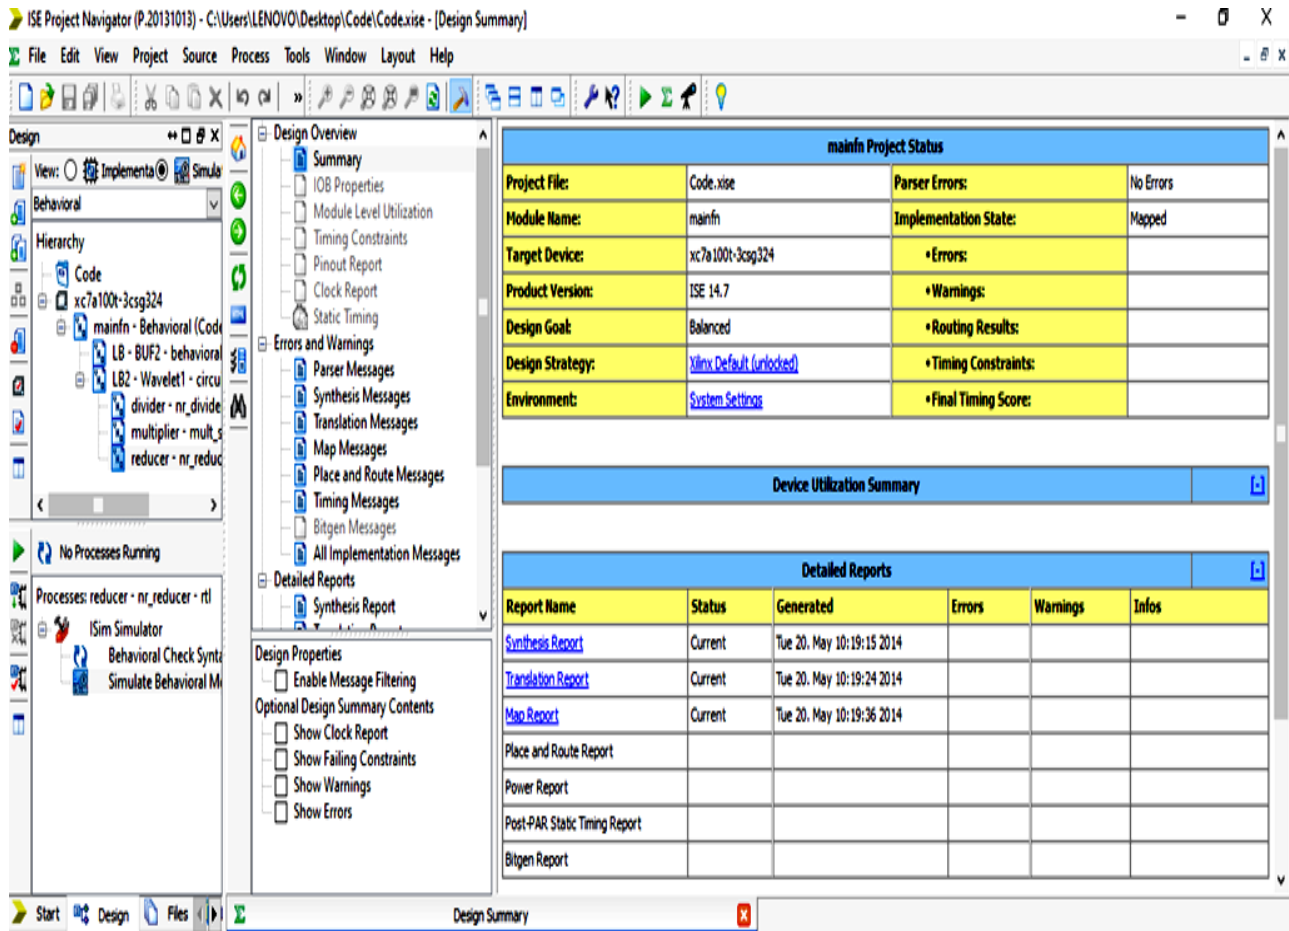 ISE Project Navigator (P.20131013) - C:\Users\LENOVO\Desktop\Code\Code.xise - [Design Summary]
File Edit View Project Source Process Tools Window Layout Help
Design
View: Implementa Simula
Behavioral
Hierarchy
Code
xc7a100t-3csg324
mainfn - Behavioral (Code
LB - BUF2 - behavioral
LB2 - Wavelet1 - circu
divider - nr_divide
multiplier - mult_s
reducer - nr_reduc
No Processes Running
Processes: reducer - nr_reducer - rtl
ISim Simulator
Behavioral Check Synta
Simulate Behavioral M
Start Design Files
Design Overview
Summary
IOB Properties
Module Level Utilization
Timing Constraints
Pinout Report
Clock Report
Static Timing
Errors and Warnings
Parser Messages
Synthesis Messages
Translation Messages
Map Messages
Place and Route Messages
Timing Messages
Bitgen Messages
All Implementation Messages
Detailed Reports
Synthesis Report
Design Properties
Enable Message Filtering
Optional Design Summary Contents
Show Clock Report
Show Failing Constraints
Show Warnings
Show Errors
mainfn Project Status
Project File: Code.xise Parser Errors: No Errors
Module Name: mainfn Implementation State: Mapped
Target Device: xc7a100t-3csg324 •Errors:
Product Version: ISE 14.7 •Warnings:
Design Goal: Balanced •Routing Results:
Design Strategy: Xilinx Default (unlocked) •Timing Constraints:
Environment: System Settings •Final Timing Score:
Device Utilization Summary [-]
Detailed Reports [-]
Report Name Status Generated Errors Warnings Infos
Synthesis Report Current Tue 20. May 10:19:15 2014
Translation Report Current Tue 20. May 10:19:24 2014
Map Report Current Tue 20. May 10:19:36 2014
Place and Route Report
Power Report
Post-PAR Static Timing Report
Bitgen Report
Design Summary